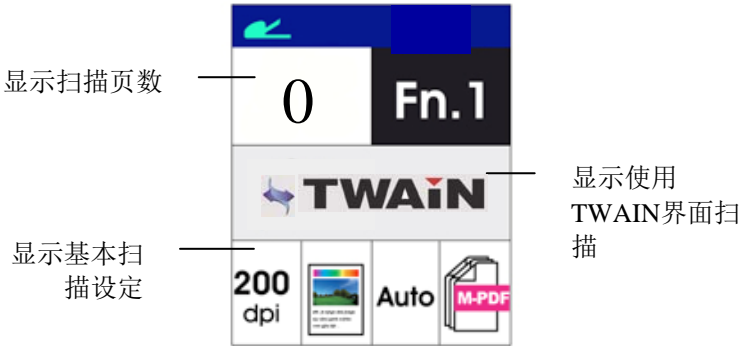 显示扫描页数
0
Fn.1
TWAIN
显示使用
TWAIN界面扫
描
显示基本扫
描设定
200
dpi
Auto
M-PDF